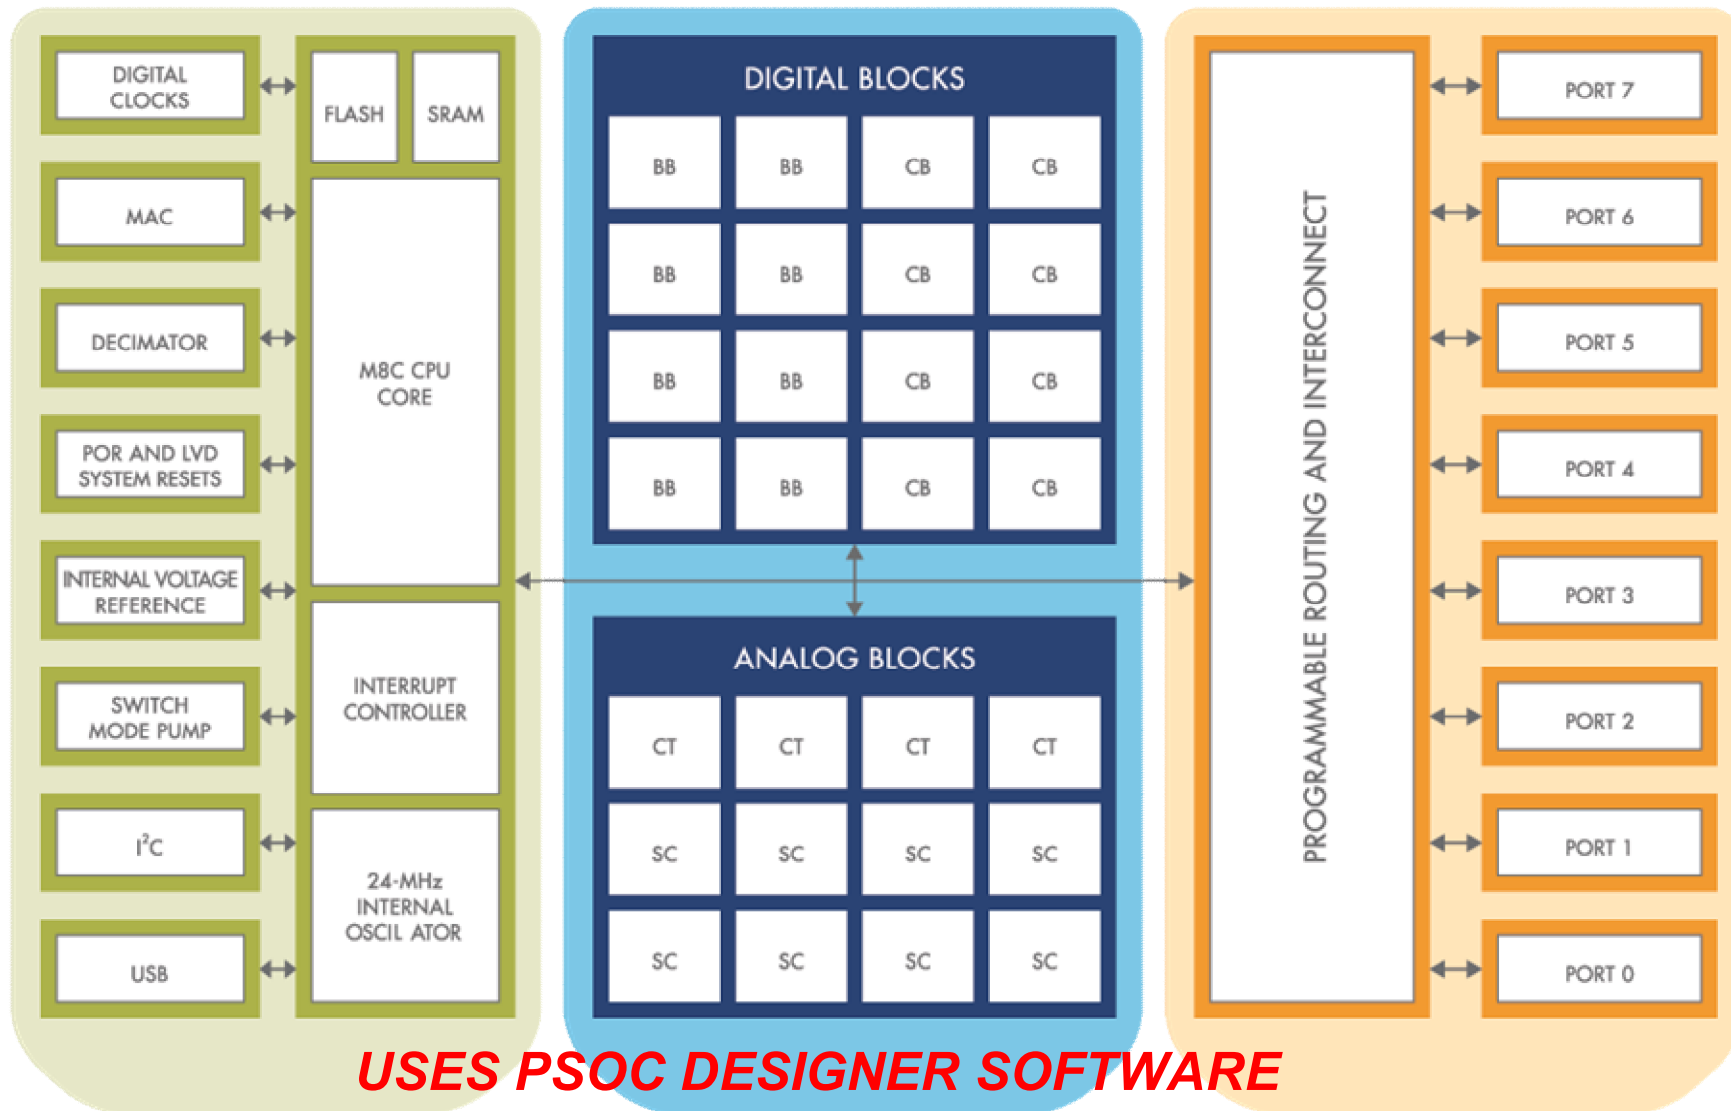 DIGITAL
CLOCKS
MAC
DECIMATOR
POR AND LVD
SYSTEM RESETS
INTERNAL VOLTAGE
REFERENCE
SWITCH
MODE PUMP
I²C
USB
FLASH
SRAM
M8C CPU
CORE
INTERRUPT
CONTROLLER
24-MHz
INTERNAL
OSCIL ATOR
DIGITAL BLOCKS
BB BB CB CB
BB BB CB CB
BB BB CB CB
BB BB CB CB
ANALOG BLOCKS
CT CT CT CT
SC SC SC SC
SC SC SC SC
PROGRAMMABLE ROUTING AND INTERCONNECT
PORT 7
PORT 6
PORT 5
PORT 4
PORT 3
PORT 2
PORT 1
PORT 0
USES PSOC DESIGNER SOFTWARE